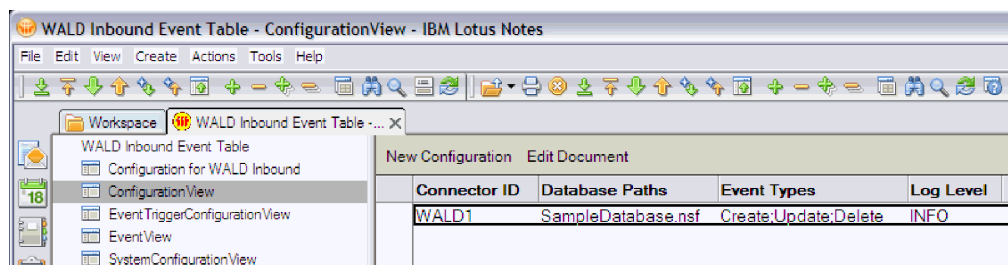 WALD Inbound Event Table - ConfigurationView - IBM Lotus Notes
File Edit View Create Actions Tools Help
Workspace WALD Inbound Event Table -...
WALD Inbound Event Table
New Configuration Edit Document
Configuration for WALD Inbound
18
ConfigurationView
Connector ID Database Paths Event Types Log Level
EventTriggerConfigurationView
WALD1 SampleDatabase.nsf Create;Update;Delete INFO
EventView
SystemConfigurationView